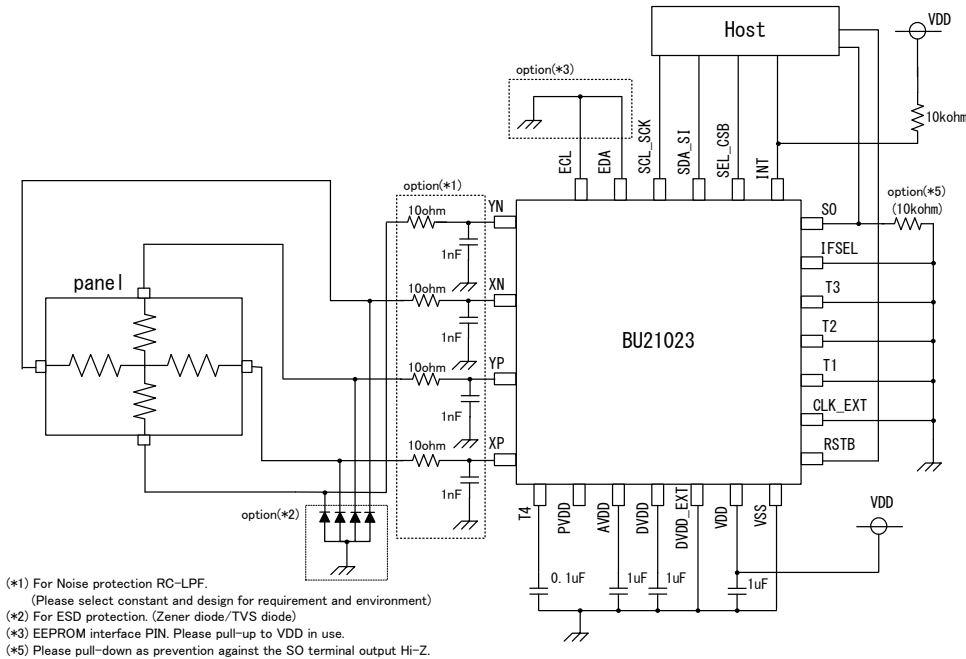 Host
VDD
option(*3)
10kohm
ECL
EDA
SCL_SCK
SDA_SI
SEL_CSB
INT
option(*1)
option(*5)
(10kohm)
10ohm
YN
SO
1nF
IFSEL
panel
10ohm
XN
T3
1nF
BU21023
T2
10ohm
YP
T1
1nF
CLK_EXT
10ohm
XP
RSTB
1nF
option(*2)
T4
PVDD
AVDD
DVDD
DVDD_EXT
VDD
VSS
VDD
0.1uF
1uF
1uF
1uF
(*1) For Noise protection RC-LPF.
(Please select constant and design for requirement and environment)
(*2) For ESD protection. (Zener diode/TVS diode)
(*3) EEPROM interface PIN. Please pull-up to VDD in use.
(*5) Please pull-down as prevention against the SO terminal output Hi-Z.